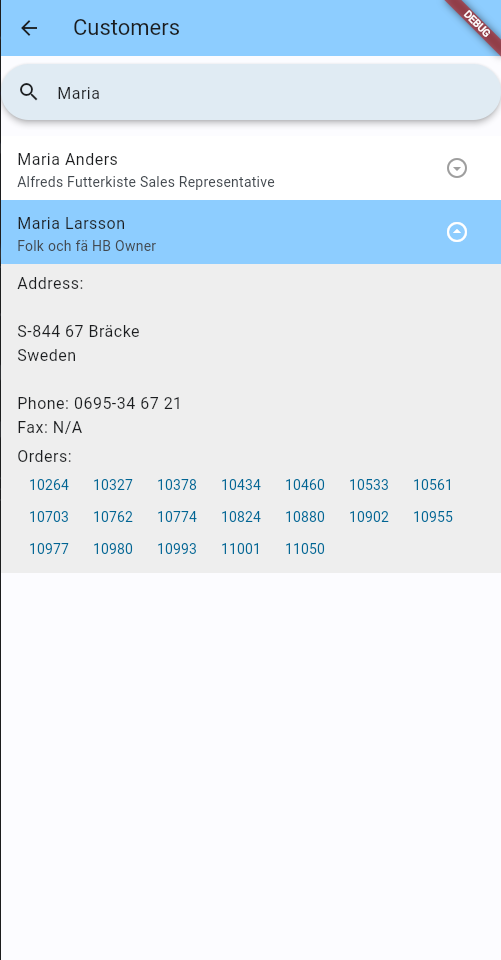 Customers
DEBUG
Maria
Maria Anders
Alfreds Futterkiste Sales Representative
Maria Larsson
Folk och fä HB Owner
Address:
S-844 67 Bräcke
Sweden
Phone: 0695-34 67 21
Fax: N/A
Orders:
10264 10327 10378 10434 10460 10533 10561
10703 10762 10774 10824 10880 10902 10955
10977 10980 10993 11001 11050